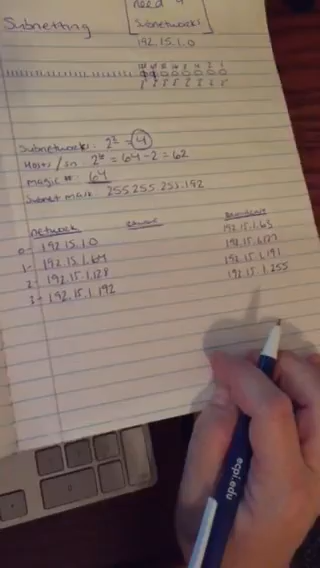 need 4
Subnetting
Subnetworks
192.15.1.0
Subnetworks: 2² = 4
Hosts / sn: 2⁶ = 64 - 2 = 62
Magic #: 64
Subnet mask 255.255.255.192
Network Broadcast
0- 192.15.1.0 192.15.1.63
1- 192.15.1.64 192.15.1.127
2- 192.15.1.128 192.15.1.191
3- 192.15.1.192 192.15.1.255
ecpi.edu